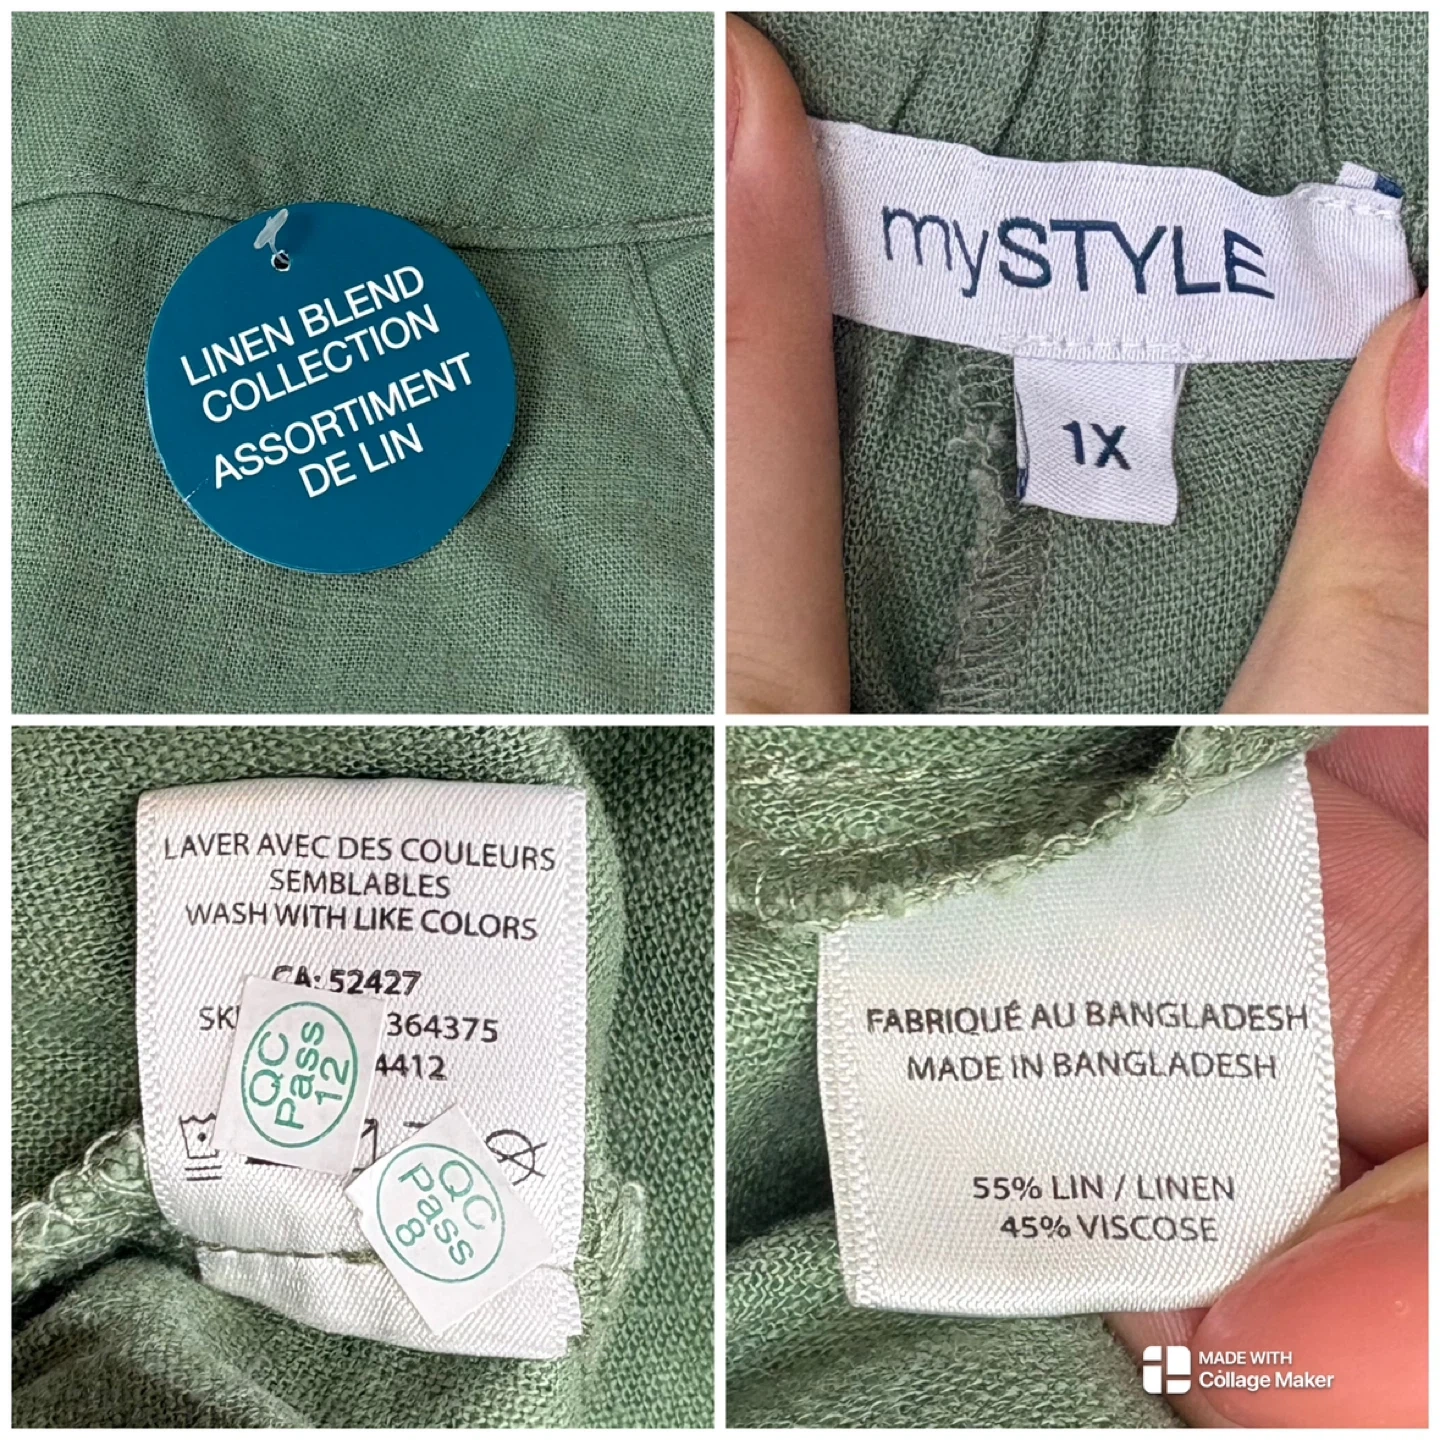 LINEN BLEND
COLLECTION
ASSORTIMENT
DE LIN
mySTYLE
1X
LAVER AVEC DES COULEURS
SEMBLABLES
WASH WITH LIKE COLORS
CA: 52427
364375
4412
QC
Pass
12
QC
Pass
8
FABRIQUÉ AU BANGLADESH
MADE IN BANGLADESH
55% LIN / LINEN
45% VISCOSE
MADE WITH
Collage Maker